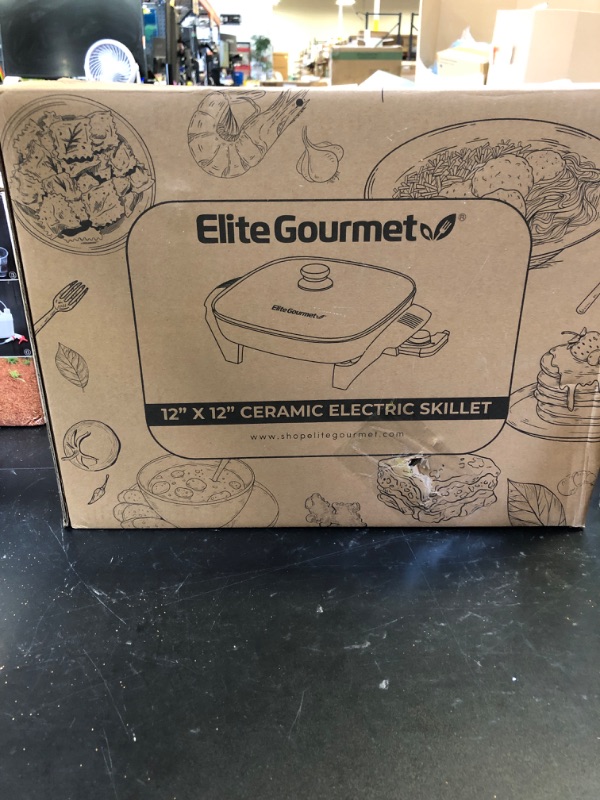 Elite Gourmet®
Elite Gourmet
12” X 12” CERAMIC ELECTRIC SKILLET
www.shopelitegourmet.com